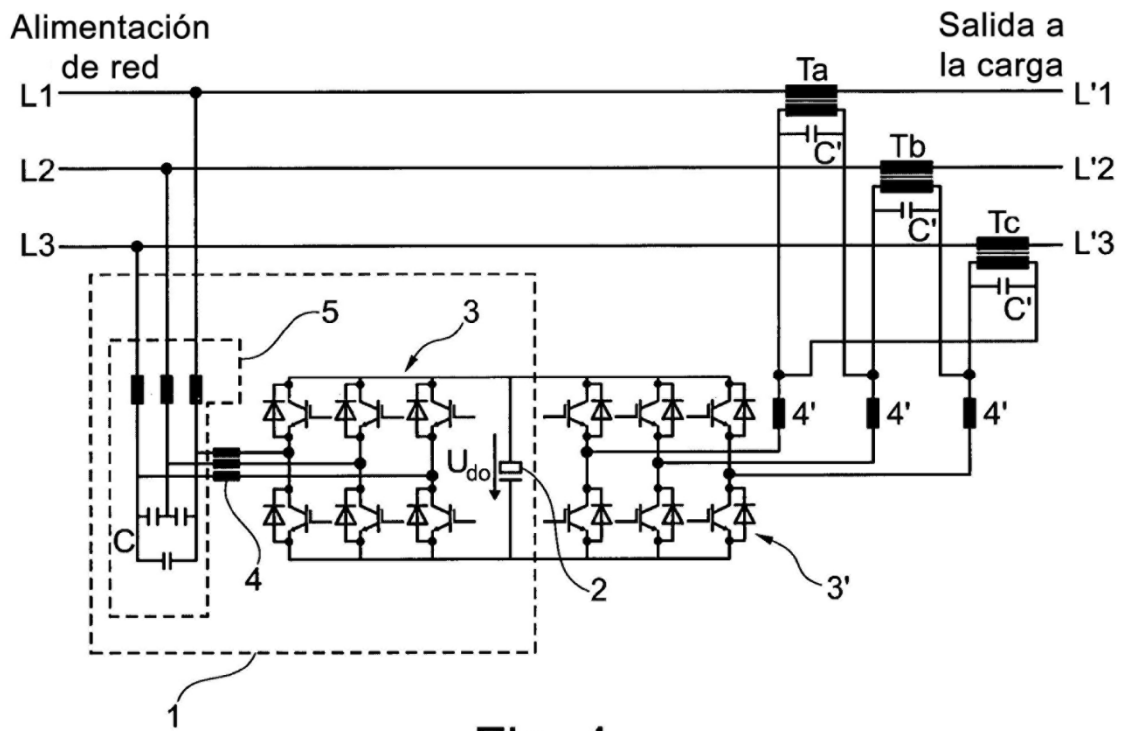 Alimentación
de red
Salida a
la carga
L1
Ta
L'1
C'
L2
Tb
L'2
C'
L3
Tc
L'3
C'
5
3
4'
4'
4'
U_do
C
4
2
3'
1